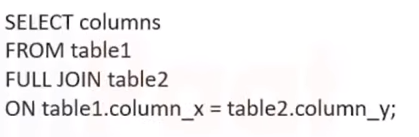 SELECT columns
FROM table1
FULL JOIN table2
ON table1.column_x = table2.column_y;